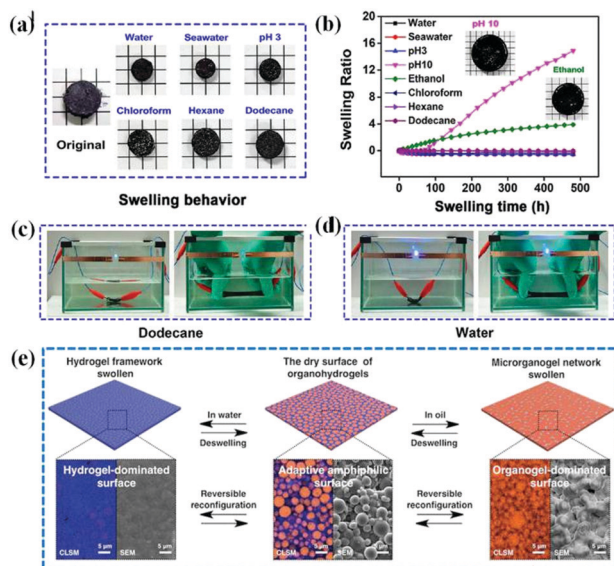 (a)
Water
Seawater
pH 3
Chloroform
Hexane
Dodecane
Original
Swelling behavior
(b)
Swelling Ratio
20
16
12
8
4
0
Water
Seawater
pH3
pH10
Ethanol
Chloroform
Hexane
Dodecane
pH 10
Ethanol
0 100 200 300 400 500
Swelling time (h)
(c)
Dodecane
(d)
Water
(e)
Hydrogel framework
swollen
The dry surface of
organohydrogels
Microrganogel network
swollen
In water
Deswelling
In oil
Deswelling
Hydrogel-dominated
surface
CLSM
5 μm
SEM
5 μm
Reversible
reconfiguration
Adaptive amphiphilic
surface
CLSM
5 μm
SEM
5 μm
Reversible
reconfiguration
Organogel-dominated
surface
CLSM
5 μm
SEM
5 μm